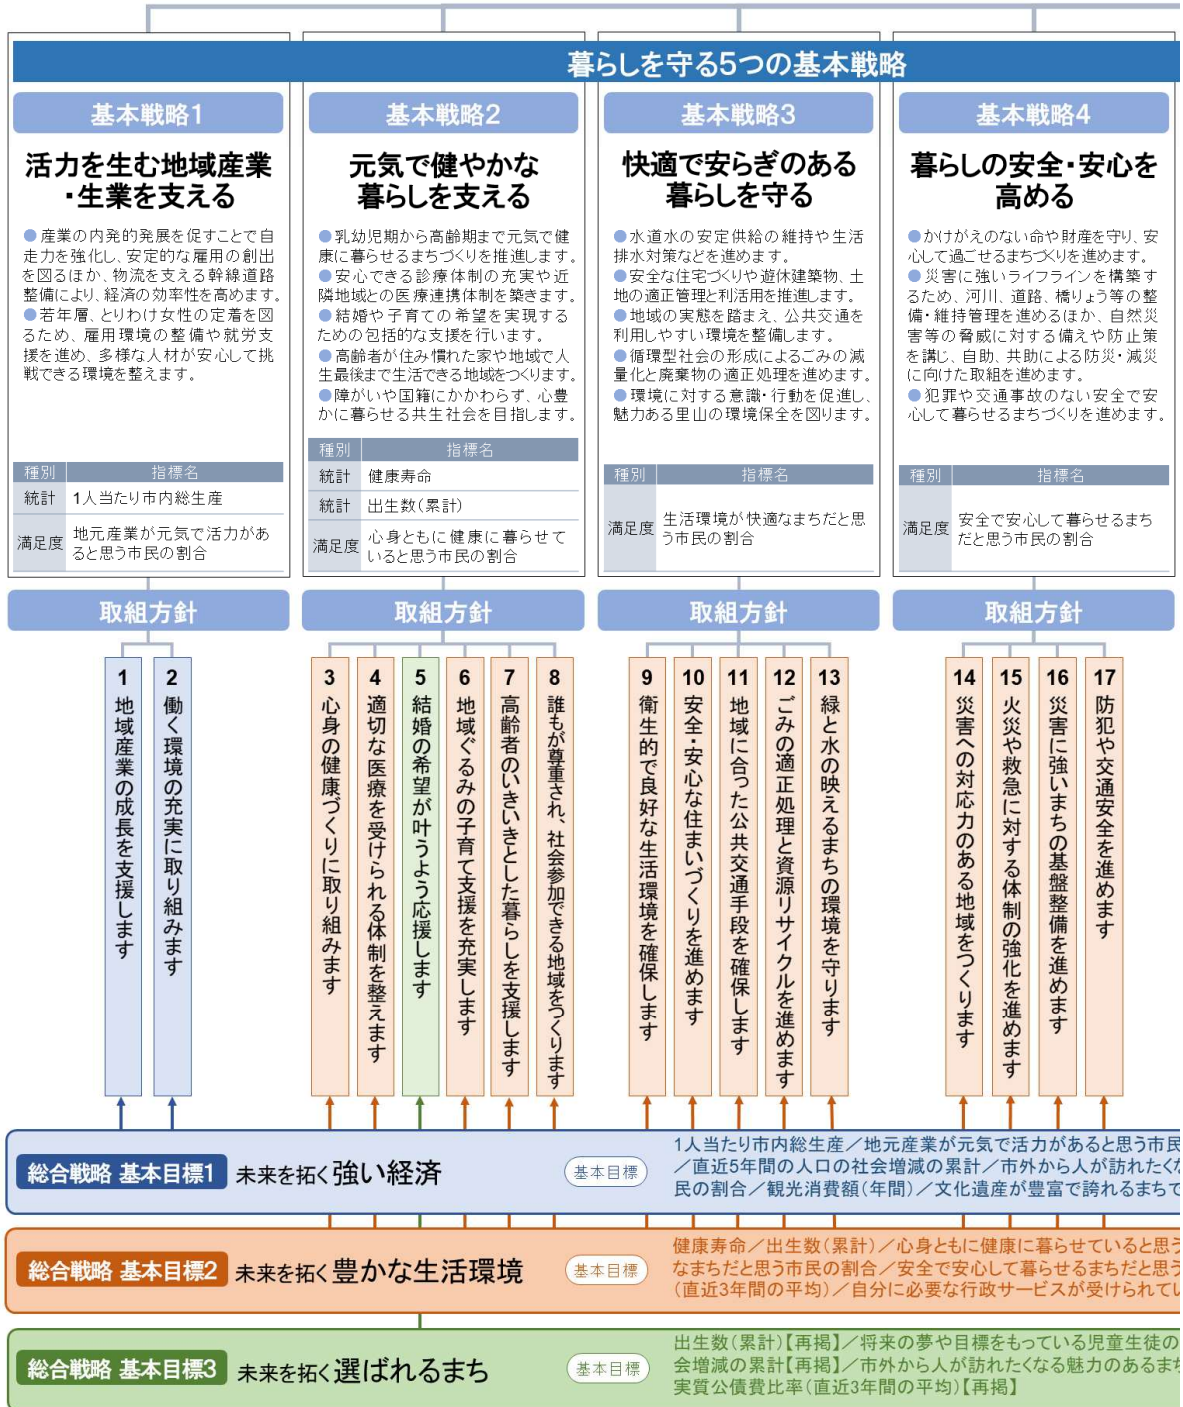 暮らしを守る5つの基本戦略
基本戦略1
活力を生む地域産業
・生業を支える
●産業の内発的発展を促すことで自
走力を強化し、安定的な雇用の創出
を図るほか、物流を支える幹線道路
整備により、経済の効率性を高めます。
●若年層、とりわけ女性の定着を図
るため、雇用環境の整備や就労支
援を進め、多様な人材が安心して挑
戦できる環境を整えます。
種別 指標名
統計 1人当たり市内総生産
満足度 地元産業が元気で活力があ
ると思う市民の割合
取組方針
1 地域産業の成長を支援します
2 働く環境の充実に取り組みます
基本戦略2
元気で健やかな
暮らしを支える
●乳幼児期から高齢期まで元気で健
康に暮らせるまちづくりを推進します。
●安心できる診療体制の充実や近
隣地域との医療連携体制を築きます。
●結婚や子育ての希望を実現する
ための包括的な支援を行います。
●高齢者が住み慣れた家や地域で人
生最後まで生活できる地域をつくります。
●障がいや国籍にかかわらず、心豊
かに暮らせる共生社会を目指します。
種別 指標名
統計 健康寿命
統計 出生数(累計)
満足度 心身ともに健康に暮らせて
いると思う市民の割合
取組方針
3 心身の健康づくりに取り組みます
4 適切な医療を受けられる体制を整えます
5 結婚の希望が叶うよう応援します
6 地域ぐるみの子育て支援を充実します
7 高齢者のいきいきとした暮らしを支援します
8 誰もが尊重され、社会参加できる地域をつくります
基本戦略3
快適で安らぎのある
暮らしを守る
●水道水の安定供給の維持や生活
排水対策などを進めます。
●安全な住宅づくりや遊休建築物、土
地の適正管理と利活用を推進します。
●地域の実態を踏まえ、公共交通を
利用しやすい環境を整備します。
●循環型社会の形成によるごみの減
量化と廃棄物の適正処理を進めます。
●環境に対する意識・行動を促進し、
魅力ある里山の環境保全を図ります。
種別 指標名
満足度 生活環境が快適なまちだと思
う市民の割合
取組方針
9 衛生的で良好な生活環境を確保します
10 安全・安心な住まいづくりを進めます
11 地域に合った公共交通手段を確保します
12 ごみの適正処理と資源リサイクルを進めます
13 緑と水の映えるまちの環境を守ります
基本戦略4
暮らしの安全・安心を
高める
●かけがえのない命や財産を守り、安
心して過ごせるまちづくりを進めます。
●災害に強いライフラインを構築す
るため、河川、道路、橋りょう等の整
備・維持管理を進めるほか、自然災
害等の脅威に対する備えや防止策
を講じ、自助、共助による防災・減災
に向けた取組を進めます。
●犯罪や交通事故のない安全で安
心して暮らせるまちづくりを進めます。
種別 指標名
満足度 安全で安心して暮らせるまち
だと思う市民の割合
取組方針
14 災害への対応力のある地域をつくります
15 火災や救急に対する体制の強化を進めます
16 災害に強いまちの基盤整備を進めます
17 防犯や交通安全を進めます
総合戦略 基本目標1 未来を拓く強い経済
基本目標
1人当たり市内総生産／地元産業が元気で活力があると思う市民
／直近5年間の人口の社会増減の累計／市外から人が訪れたくな
民の割合／観光消費額(年間)／文化遺産が豊富で誇れるまちで
総合戦略 基本目標2 未来を拓く豊かな生活環境
基本目標
健康寿命／出生数(累計)／心身ともに健康に暮らせていると思う
なまちだと思う市民の割合／安全で安心して暮らせるまちだと思う
(直近3年間の平均)／自分に必要な行政サービスが受けられてい
総合戦略 基本目標3 未来を拓く選ばれるまち
基本目標
出生数(累計)【再掲】／将来の夢や目標をもっている児童生徒の
会増減の累計【再掲】／市外から人が訪れたくなる魅力のあるまち
実質公債費比率(直近3年間の平均)【再掲】